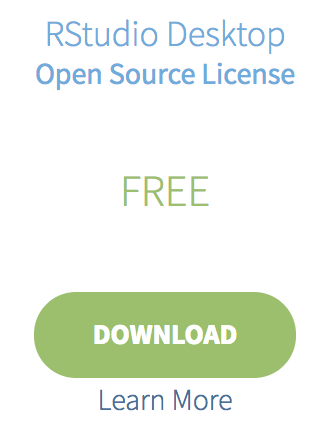 RStudio Desktop
Open Source License
FREE
DOWNLOAD
Learn More